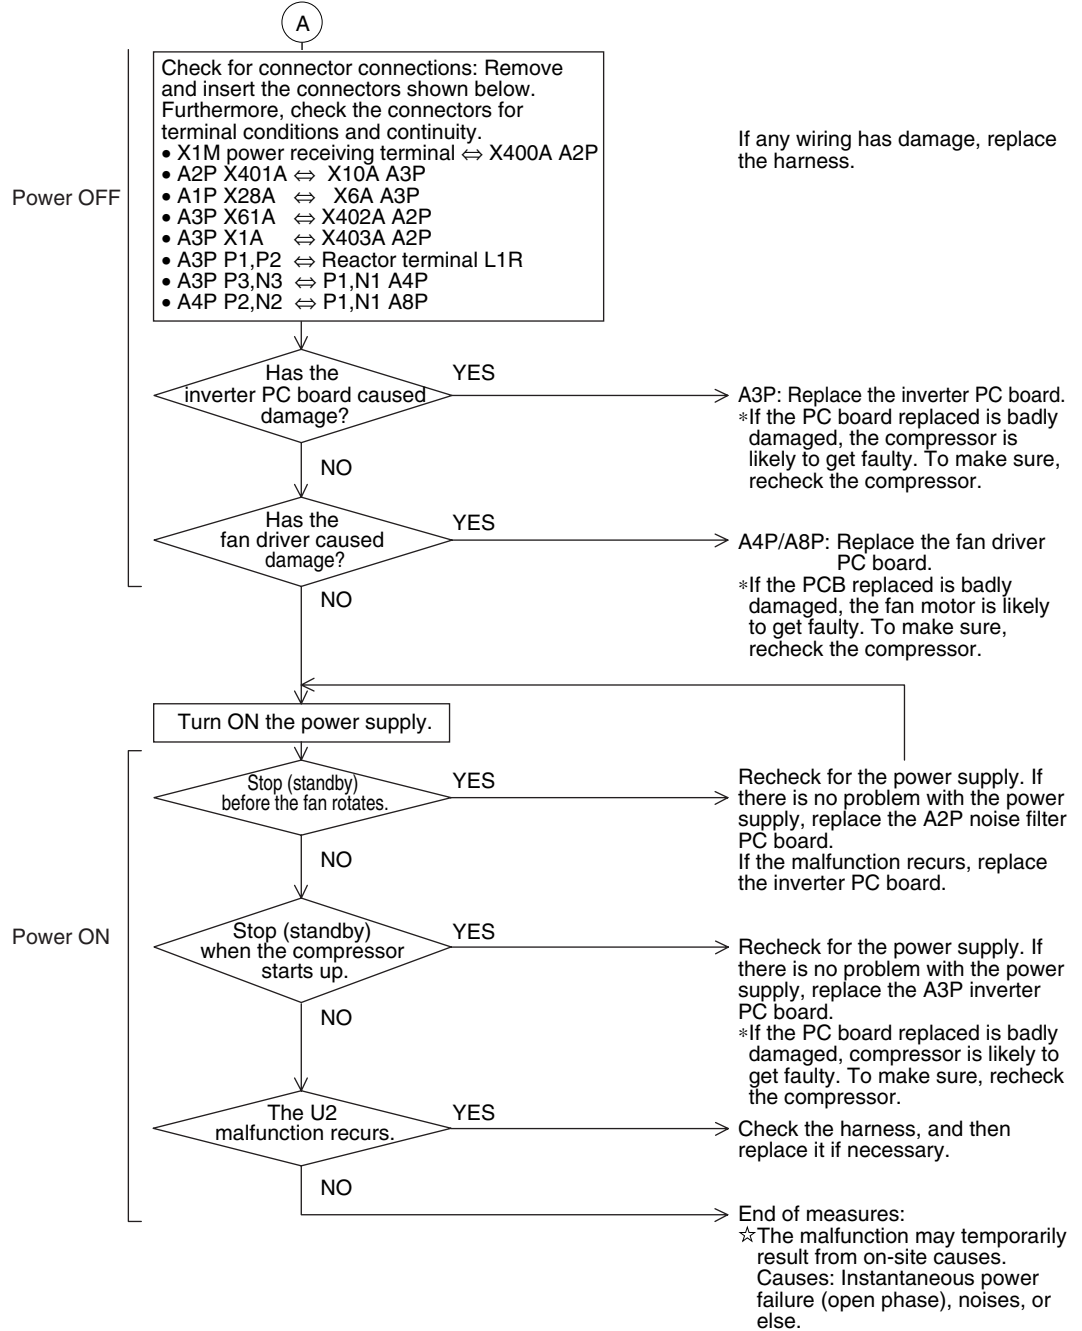 A
Check for connector connections: Remove
and insert the connectors shown below.
Furthermore, check the connectors for
terminal conditions and continuity.
• X1M power receiving terminal ⇔ X400A A2P
• A2P X401A ⇔ X10A A3P
• A1P X28A ⇔ X6A A3P
• A3P X61A ⇔ X402A A2P
• A3P X1A ⇔ X403A A2P
• A3P P1,P2 ⇔ Reactor terminal L1R
• A3P P3,N3 ⇔ P1,N1 A4P
• A4P P2,N2 ⇔ P1,N1 A8P
If any wiring has damage, replace
the harness.
Power OFF
Has the
inverter PC board caused
damage?
YES
A3P: Replace the inverter PC board.
*If the PC board replaced is badly
damaged, the compressor is
likely to get faulty. To make sure,
recheck the compressor.
NO
Has the
fan driver caused
damage?
YES
A4P/A8P: Replace the fan driver
PC board.
*If the PCB replaced is badly
damaged, the fan motor is likely
to get faulty. To make sure,
recheck the compressor.
NO
Turn ON the power supply.
Power ON
Stop (standby)
before the fan rotates.
YES
Recheck for the power supply. If
there is no problem with the power
supply, replace the A2P noise filter
PC board.
If the malfunction recurs, replace
the inverter PC board.
NO
Stop (standby)
when the compressor
starts up.
YES
Recheck for the power supply. If
there is no problem with the power
supply, replace the A3P inverter
PC board.
*If the PC board replaced is badly
damaged, compressor is likely to
get faulty. To make sure, recheck
the compressor.
NO
The U2
malfunction recurs.
YES
Check the harness, and then
replace it if necessary.
NO
End of measures:
☆The malfunction may temporarily
result from on-site causes.
Causes: Instantaneous power
failure (open phase), noises, or
else.